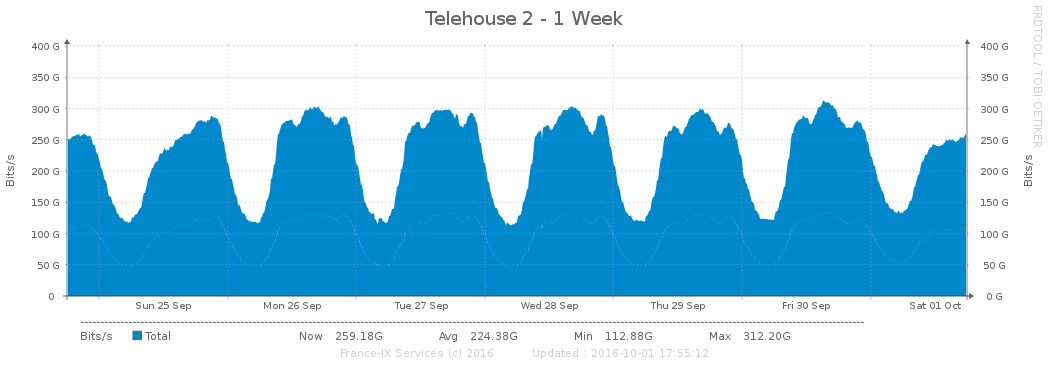 Telehouse 2 - 1 Week
RRDTOOL / TOBI OETIKER
400 G 400 G
350 G 350 G
300 G 300 G
250 G 250 G
200 G 200 G
150 G 150 G
100 G 100 G
50 G 50 G
0 0 G
Bits/s
Bits/s
Sun 25 Sep Mon 26 Sep Tue 27 Sep Wed 28 Sep Thu 29 Sep Fri 30 Sep Sat 01 Oct
Bits/s Total Now 259.18G Avg 224.38G Min 112.88G Max 312.20G
France-IX Services (c) 2016 Updated : 2016-10-01 17:55:12